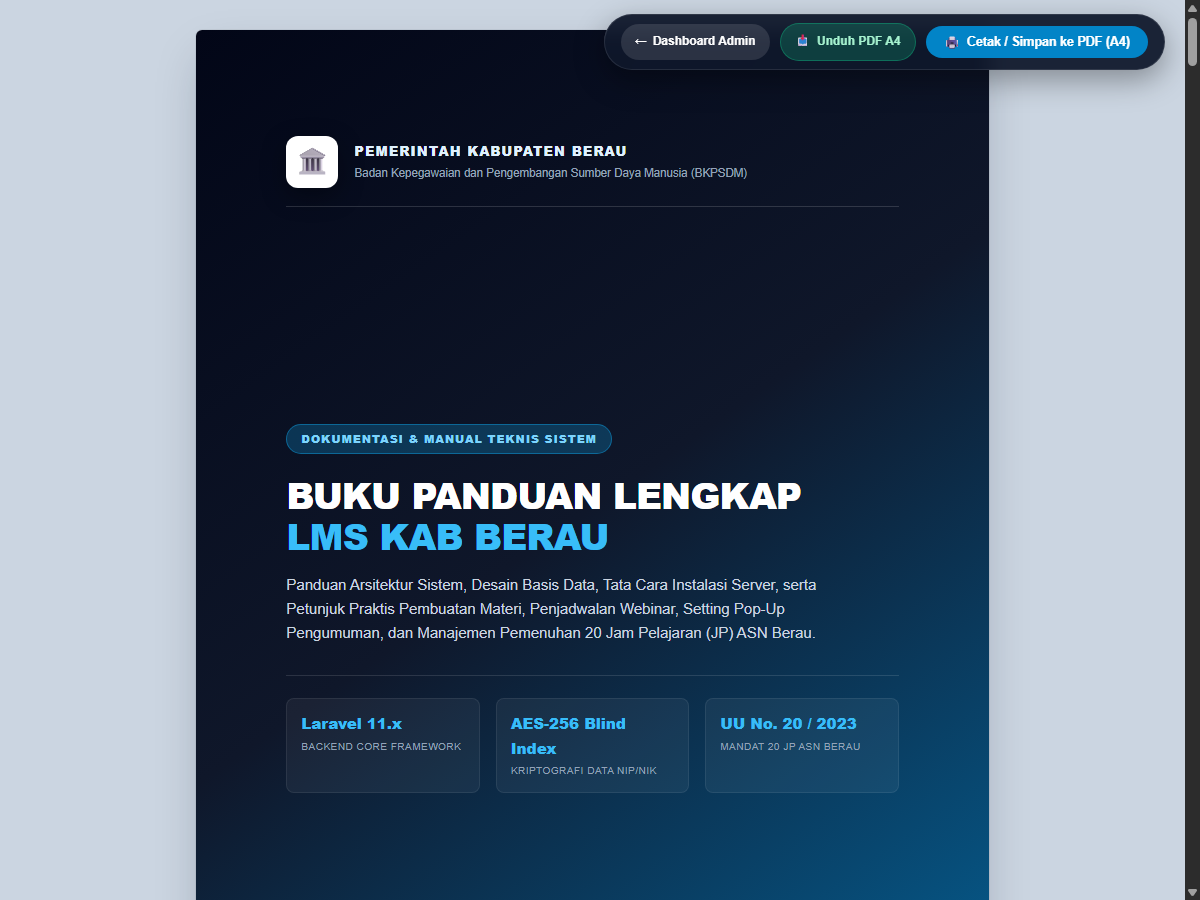 ← Dashboard Admin
Unduh PDF A4
Cetak / Simpan ke PDF (A4)
PEMERINTAH KABUPATEN BERAU
Badan Kepegawaian dan Pengembangan Sumber Daya Manusia (BKPSDM)
DOKUMENTASI & MANUAL TEKNIS SISTEM
BUKU PANDUAN LENGKAP
LMS KAB BERAU
Panduan Arsitektur Sistem, Desain Basis Data, Tata Cara Instalasi Server, serta
Petunjuk Praktis Pembuatan Materi, Penjadwalan Webinar, Setting Pop-Up
Pengumuman, dan Manajemen Pemenuhan 20 Jam Pelajaran (JP) ASN Berau.
Laravel 11.x
BACKEND CORE FRAMEWORK
AES-256 Blind
Index
KRIPTOGRAFI DATA NIP/NIK
UU No. 20 / 2023
MANDAT 20 JP ASN BERAU